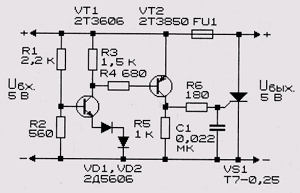 VT1 VT2
2Т3606 2Т3850 FU1
+ +
R1 R3
2,2 К 1,5 К
R4 680 R6
180
Uвх. Uвых.
5 В 5 В
R2 R5 C1
560 1 К 0,022
МК
- -
VD1, VD2 VS1
2Д5606 Т7-0,25